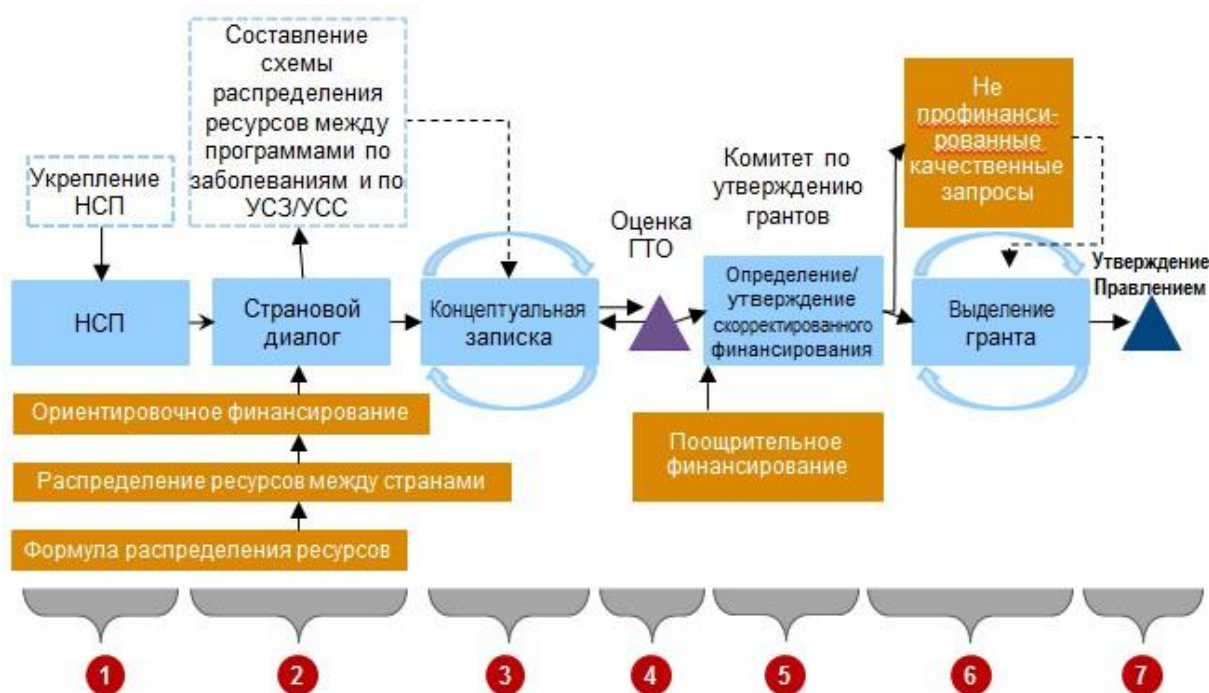 Составление
схемы
распределения
ресурсов между
программами по
заболеваниям и по
УСЗ/УСС
Укрепление
НСП
Не
профинанси-
рованные
качественные
запросы
Комитет по
утверждению
грантов
Оценка
ГТО
Утверждение
Правлением
НСП
Страновой
диалог
Концептуальная
записка
Определение/
утверждение
скорректированного
финансирования
Выделение
гранта
Ориентировочное финансирование
Распределение ресурсов между странами
Формула распределения ресурсов
Поощрительное
финансирование
1
2
3
4
5
6
7